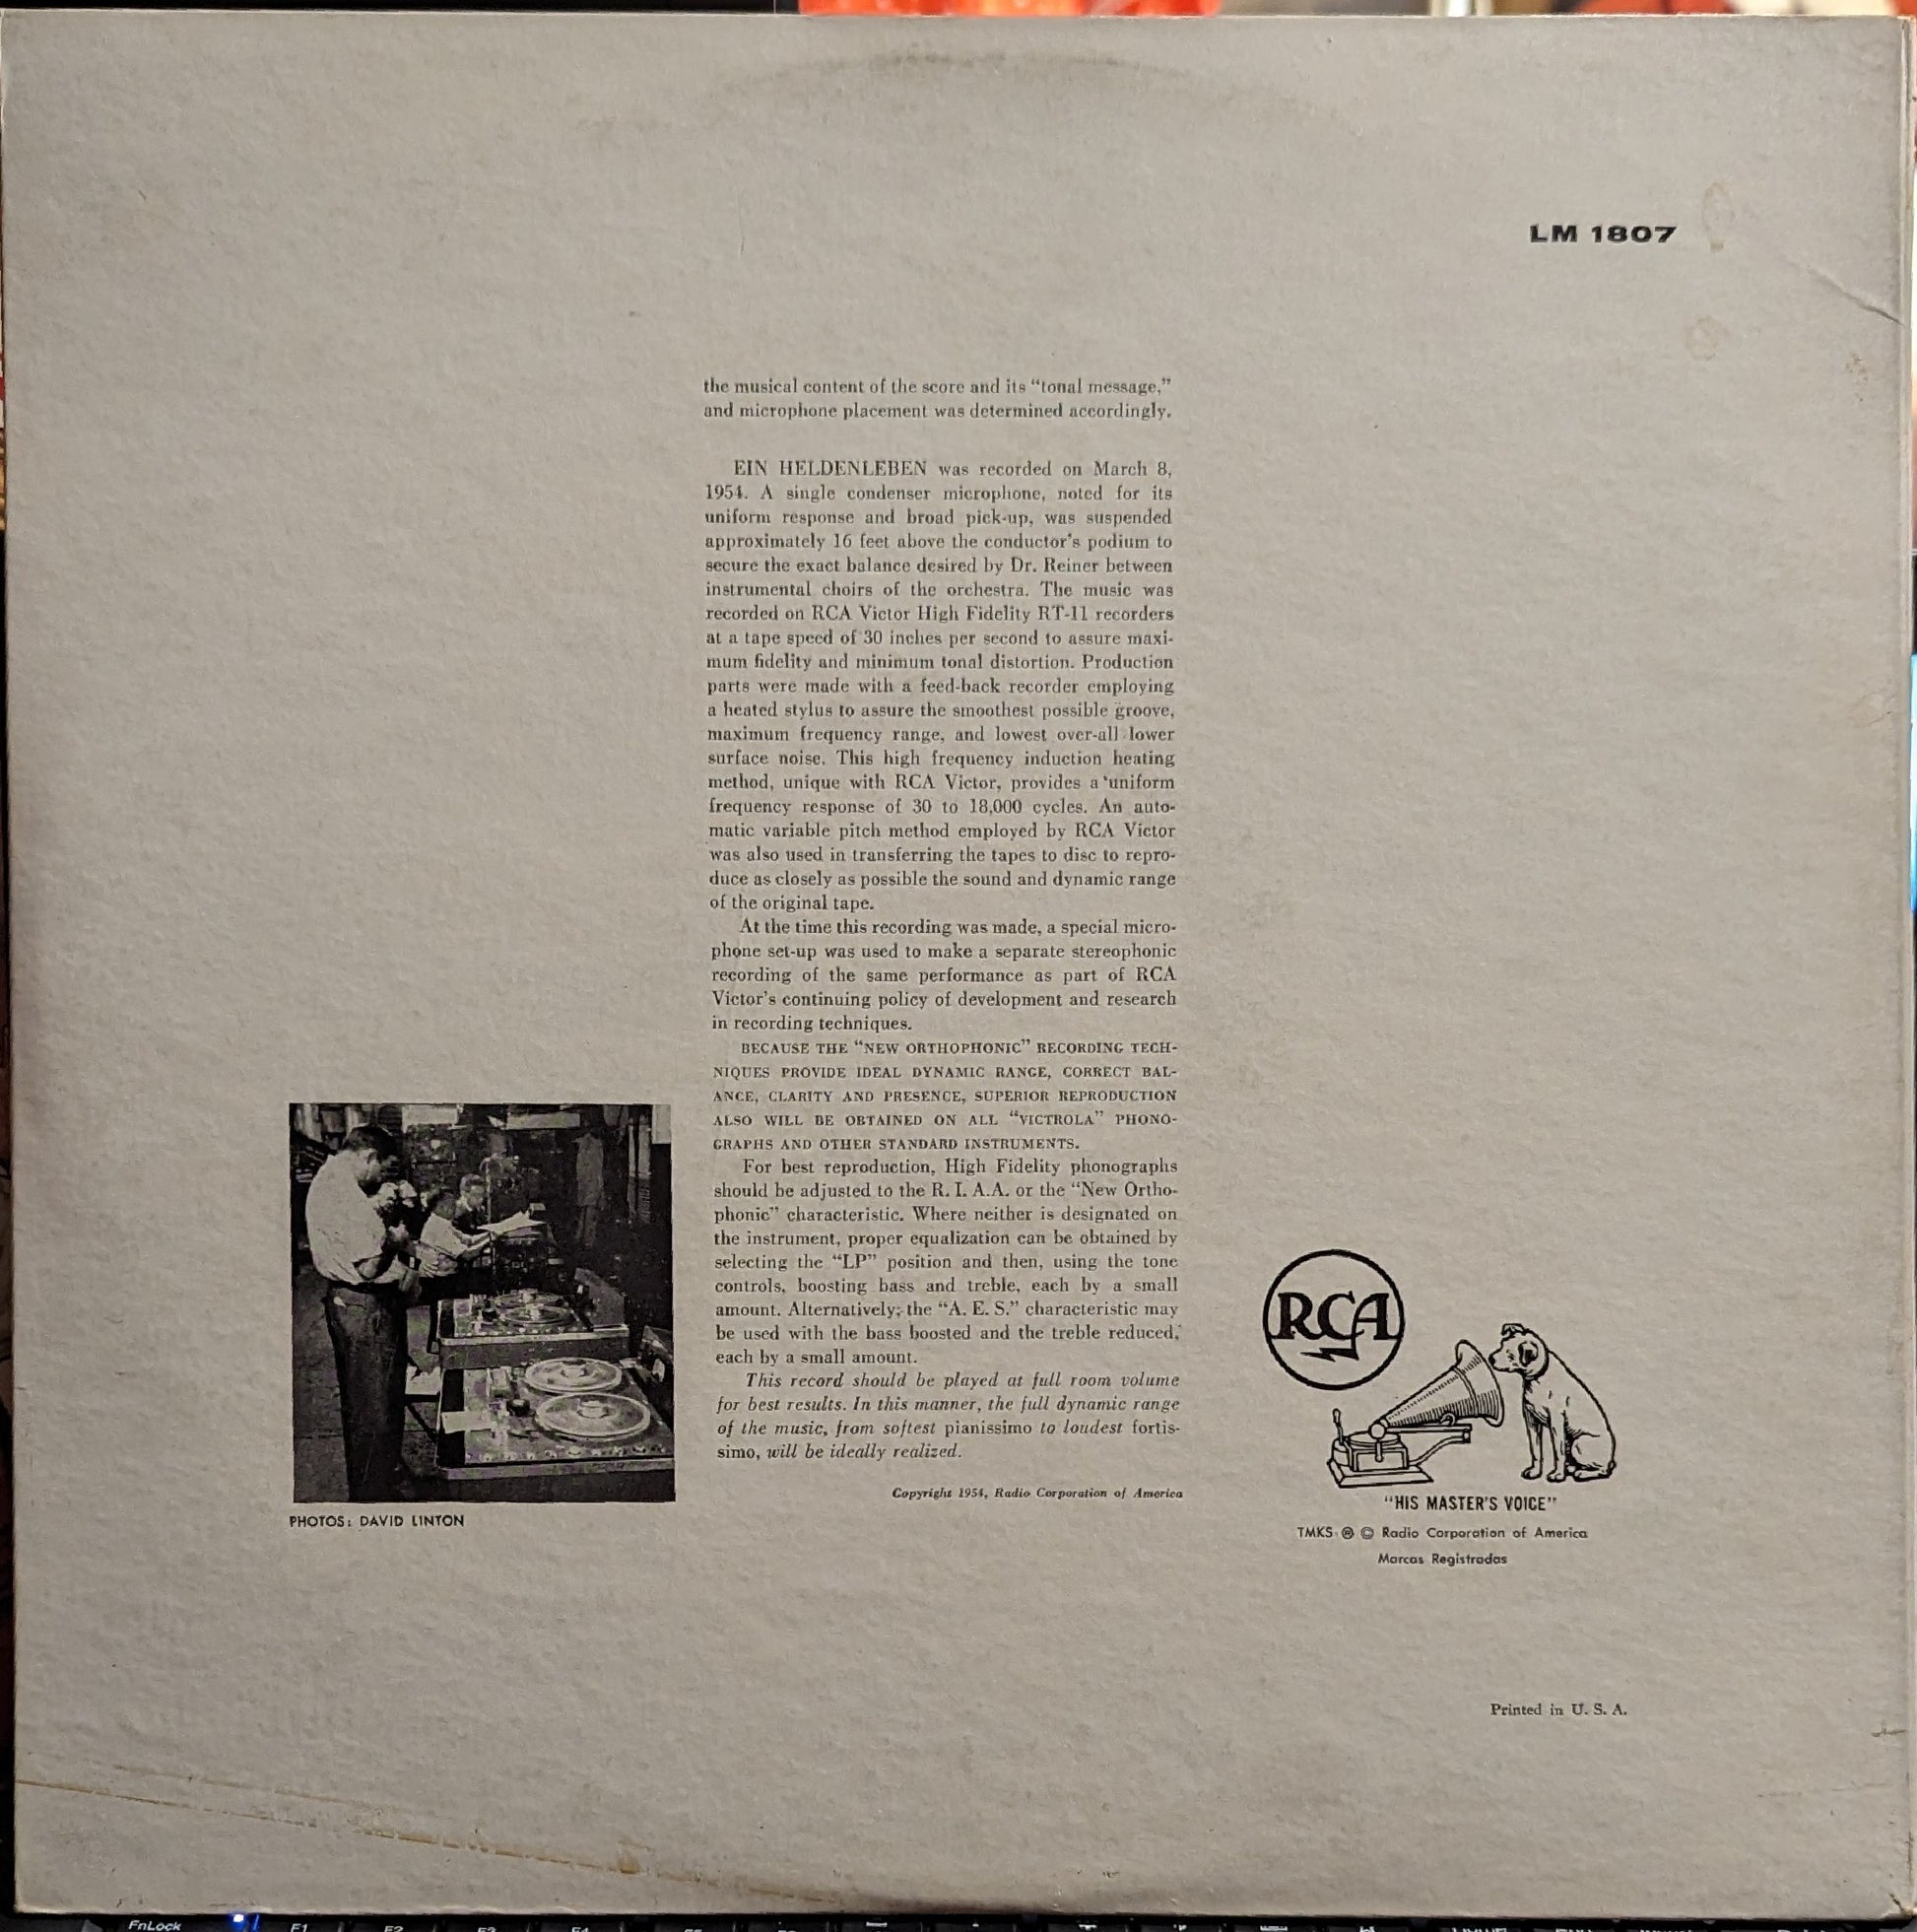 LM 1807
the musical content of the score and its “tonal message,”
and microphone placement was determined accordingly.
EIN HELDENLEBEN was recorded on March 8,
1954. A single condenser microphone, noted for its
uniform response and broad pick-up, was suspended
approximately 16 feet above the conductor's podium to
secure the exact balance desired by Dr. Reiner between
instrumental choirs of the orchestra. The music was
recorded on RCA Victor High Fidelity RT-11 recorders
at a tape speed of 30 inches per second to assure maxi-
mum fidelity and minimum tonal distortion. Production
parts were made with a feed-back recorder employing
a heated stylus to assure the smoothest possible groove,
maximum frequency range, and lowest over-all lower
surface noise. This high frequency induction heating
method, unique with RCA Victor, provides a uniform
frequency response of 30 to 18,000 cycles. An auto-
matic variable pitch method employed by RCA Victor
was also used in transferring the tapes to disc to repro-
duce as closely as possible the sound and dynamic range
of the original tape.
At the time this recording was made, a special micro-
phone set-up was used to make a separate stereophonic
recording of the same performance as part of RCA
Victor's continuing policy of development and research
in recording techniques.
BECAUSE THE “NEW ORTHOPHONIC” RECORDING TECH-
NIQUES PROVIDE IDEAL DYNAMIC RANGE, CORRECT BAL-
ANCE, CLARITY AND PRESENCE, SUPERIOR REPRODUCTION
ALSO WILL BE OBTAINED ON ALL “VICTROLA” PHONO-
GRAPHS AND OTHER STANDARD INSTRUMENTS.
For best reproduction, High Fidelity phonographs
should be adjusted to the R. I. A.A. or the “New Ortho-
phonic” characteristic. Where neither is designated on
the instrument, proper equalization can be obtained by
selecting the “LP” position and then, using the tone
controls, boosting bass and treble, each by a small
amount. Alternatively; the “A. E. S.” characteristic may
be used with the bass boosted and the treble reduced,
each by a small amount.
This record should be played at full room volume
for best results. In this manner, the full dynamic range
of the music, from softest pianissimo to loudest fortis-
simo, will be ideally realized.
Copyright 1954, Radio Corporation of America
PHOTOS: DAVID LINTON
RCA
“HIS MASTER'S VOICE”
TMKS ® © Radio Corporation of America
Marcas Registradas
Printed in U. S. A.
FnLock
F1
F2
F3
F4